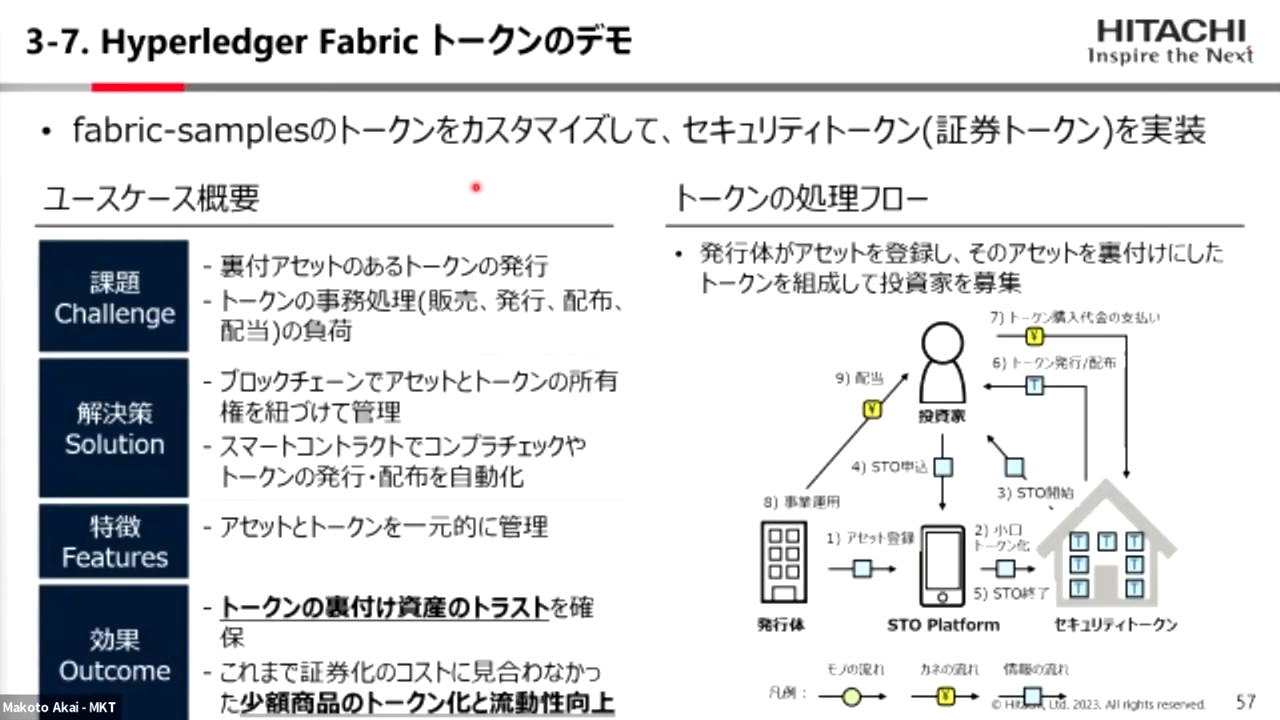 3-7. Hyperledger Fabric トークンのデモ
HITACHI
Inspire the Next
• fabric-samplesのトークンをカスタマイズして、セキュリティトークン(証券トークン)を実装
ユースケース概要
課題
Challenge
- 裏付アセットのあるトークンの発行
- トークンの事務処理(販売、発行、配布、
配当)の負荷
解決策
Solution
- ブロックチェーンでアセットとトークンの所有
権を紐づけて管理
- スマートコントラクトでコンプラチェックや
トークンの発行・配布を自動化
特徴
Features
- アセットとトークンを一元的に管理
効果
Outcome
- トークンの裏付け資産のトラストを確
保
- これまで証券化のコストに見合わなかっ
た少額商品のトークン化と流動性向上
トークンの処理フロー
• 発行体がアセットを登録し、そのアセットを裏付けにした
トークンを組成して投資家を募集
7) トークン購入代会の支払い
¥
6) トークン発行/配布
T
9) 配当
¥
投資家
4) STO申込
3) STO開始
8) 事業運用
1) アセット登録
2) 小口
トークン化
5) STO終了
T T T
T T
T T
発行体
STO Platform
セキュリティトークン
凡例：
モノの流れ
カネの流れ
¥
情報の流れ
© Hitachi, Ltd. 2023. All rights reserved.
57
Makoto Akai - MKT